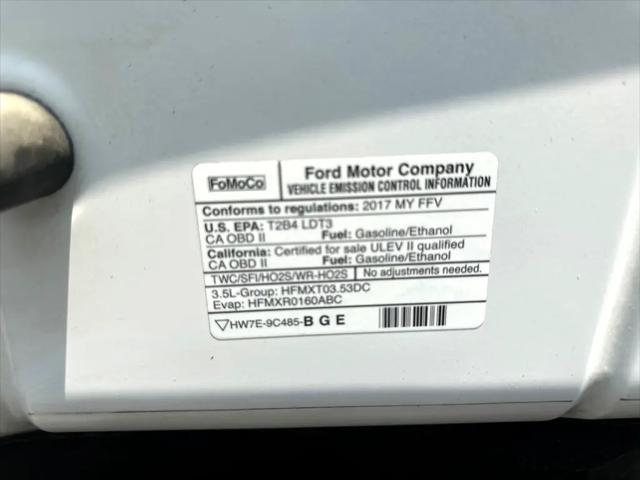 FoMoCo
Ford Motor Company
VEHICLE EMISSION CONTROL INFORMATION
Conforms to regulations: 2017 MY FFV
U.S. EPA: T2B4 LDT3
CA OBD II Fuel: Gasoline/Ethanol
California: Certified for sale ULEV II qualified
CA OBD II Fuel: Gasoline/Ethanol
TWC/SFI/HO2S/WR-HO2S No adjustments needed.
3.5L-Group: HFMXT03.53DC
Evap: HFMXR0160ABC
HW7E-9C485-BGE